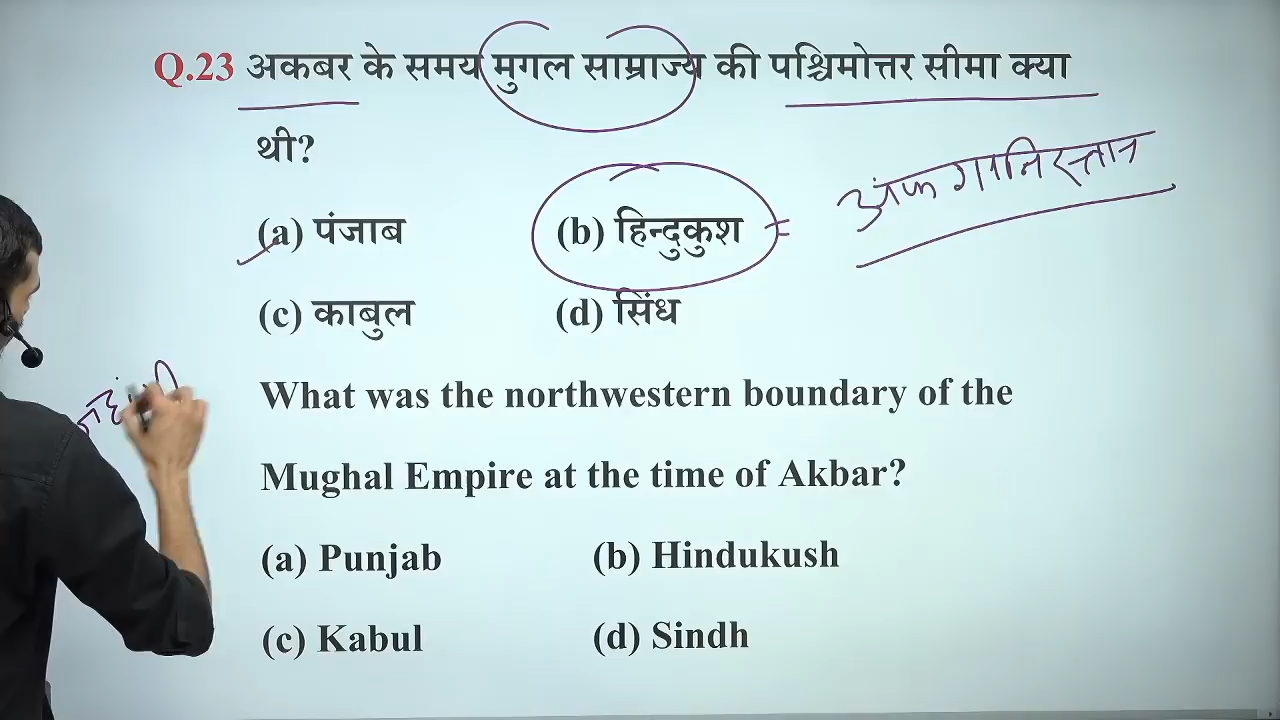 Q.23 अकबर के समय मुगल साम्राज्य की पश्चिमोत्तर सीमा क्या
थी?
(a) पंजाब (b) हिन्दुकुश = अफगानिस्तान
(c) काबुल (d) सिंध
What was the northwestern boundary of the
Mughal Empire at the time of Akbar?
(a) Punjab (b) Hindukush
(c) Kabul (d) Sindh